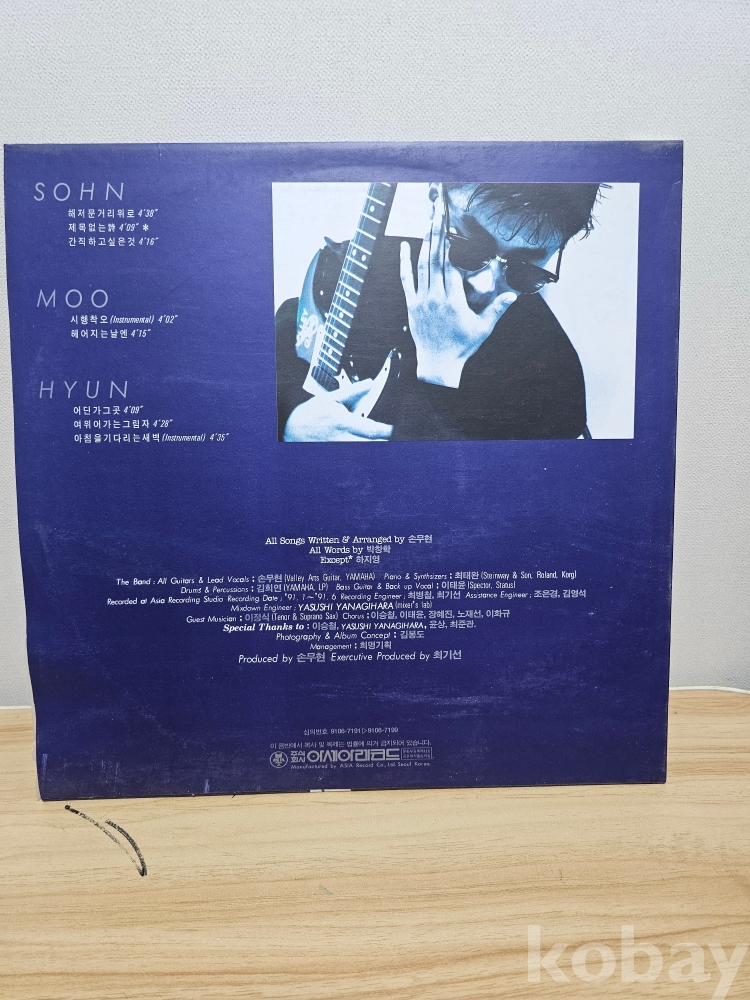 SOHN
해저문거리위로 4'38"
제목없는詩 4'09" *
간직하고싶은것 4'16"
MOO
시행착오 (Instrumental) 4'02"
헤어지는날엔 4'15"
HYUN
어딘가그곳 4'09"
여위어가는그림자 4'28"
아침을기다리는새벽 (Instrumental) 4'35"
All Songs Written & Arranged by 손무현
All Words by 박창학
Except* 하지영
The Band : All Guitars & Lead Vocals : 손무현 (Valley Arts Guitar, YAMAHA) Piano & Synthsizers : 최태완 (Steinway & Son, Roland, Korg)
Drums & Percussions : 김희연 (YAMAHA, LP) Bass Guitar & Back up Vocal : 이태윤 (Spector, Status)
Recorded at Asia Recording Studio Recording Date ; '91. 1~'91. 6 Recording Engineer ; 최병철, 최기선 Assistance Engineer ; 조은경, 김영석
Mixdown Engineer : YASUSHI YANAGIHARA (mixer's lab)
Guest Musician ; 이정식 (Tenor & Soprano Sax) Chorus ; 이승철, 이태윤, 장혜진, 노재선, 이화규
Special Thanks to : 이승철, YASUSHI YANAGIHARA, 윤상, 최준관.
Photography & Album Concept ; 김봉도
Management ; 희명기획
Produced by 손무현 Exercutive Produced by 최기선
심의번호 9106-7191▷9106-7199
이 음반에서 복사 및 복제는 법률에 의거 금지되어 있습니다.
주식회사 아세아레코드
Manufactured by ASIA Record Co., Ltd. Seoul Korea.
kobay